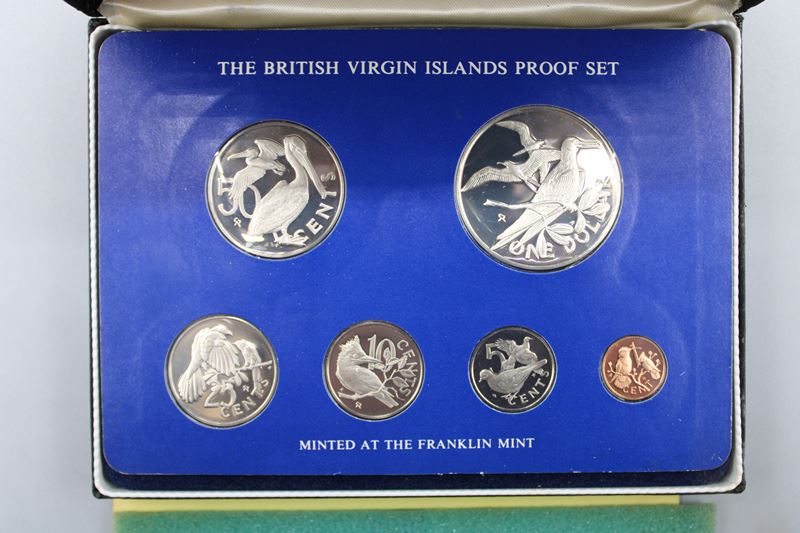 THE BRITISH VIRGIN ISLANDS PROOF SET
50
CENTS
ONE DOLLAR
25
CENTS
10
CENTS
5
CENTS
1
CENT
MINTED AT THE FRANKLIN MINT